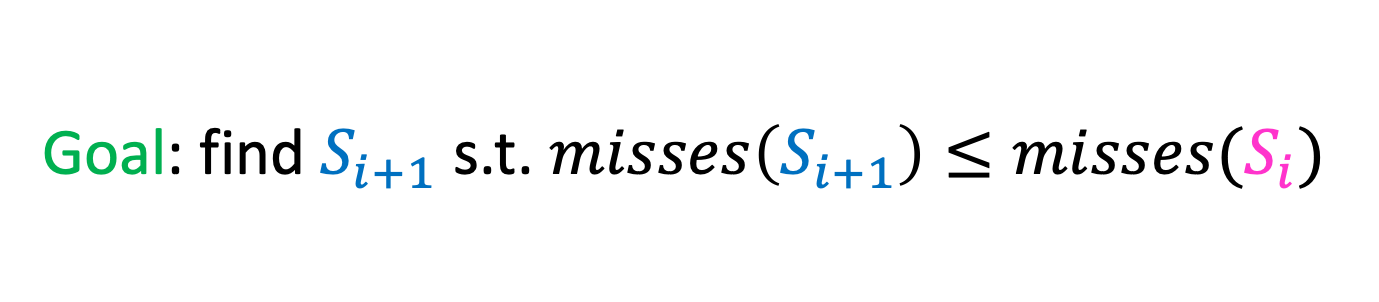 Goal: find S_{i+1} s.t. misses(S_{i+1}) ≤ misses(S_i)